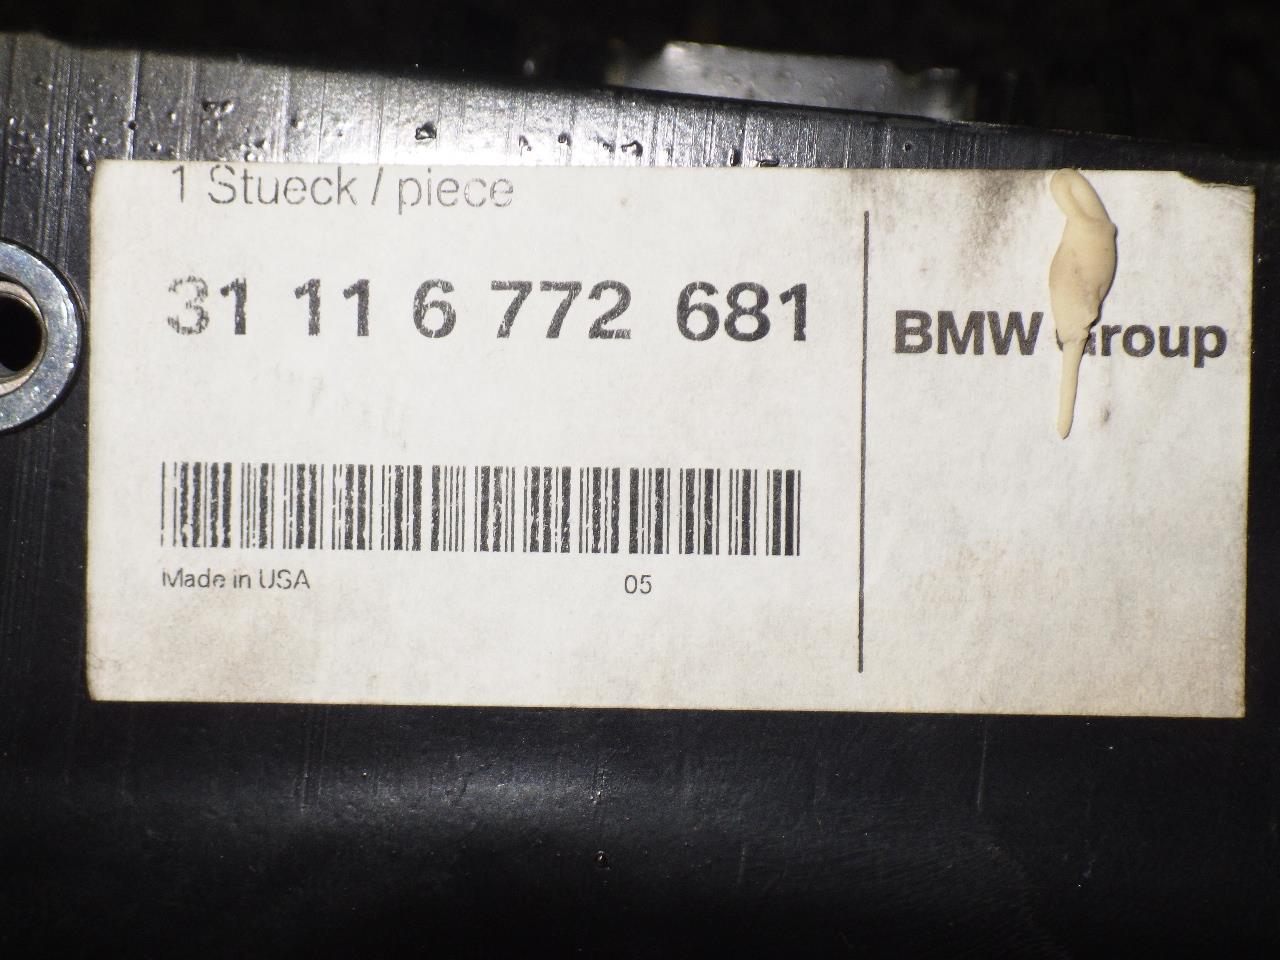 1 Stueck / piece
31 11 6 772 681
BMW Group
Made in USA 05